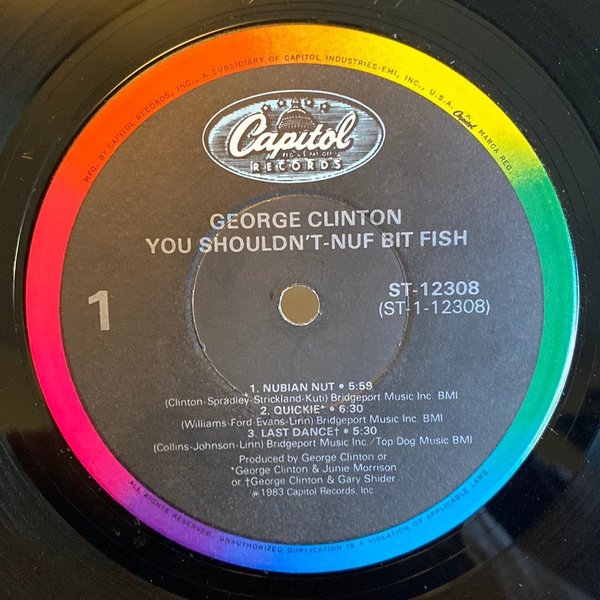 MFG. BY CAPITOL RECORDS, INC., A SUBSIDIARY OF CAPITOL INDUSTRIES-EMI, INC., U.S.A. Capitol MARCA REG.
Capitol
RECORDS
GEORGE CLINTON
YOU SHOULDN'T-NUF BIT FISH
1
ST-12308
(ST-1-12308)
1. NUBIAN NUT • 5:59
(Clinton-Spradley-Strickland-Kuti) Bridgeport Music Inc. BMI
2. QUICKIE* • 6:30
(Williams-Ford-Evans-Linn) Bridgeport Music Inc. BMI
3. LAST DANCE† • 5:30
(Collins-Johnson-Linn) Bridgeport Music Inc./Top Dog Music BMI
Produced by George Clinton or
*George Clinton & Junie Morrison
or †George Clinton & Gary Shider
℗ 1983 Capitol Records, Inc
ALL RIGHTS RESERVED. UNAUTHORIZED DUPLICATION IS A VIOLATION OF APPLICABLE LAWS.